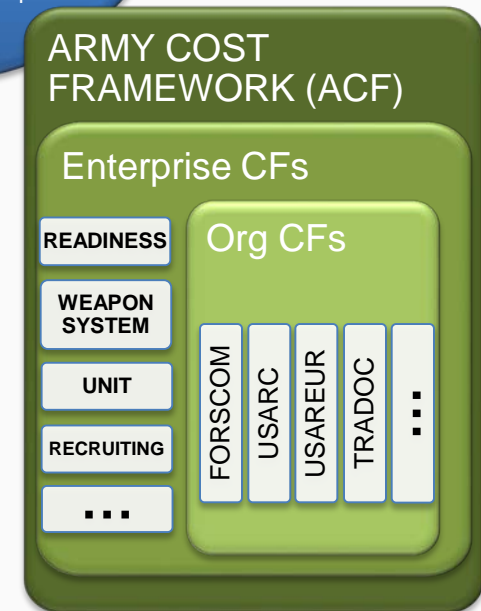 ARMY COST
FRAMEWORK (ACF)
Enterprise CFs
READINESS
WEAPON
SYSTEM
UNIT
RECRUITING
...
Org CFs
FORSCOM
USARC
USAREUR
TRADOC
...